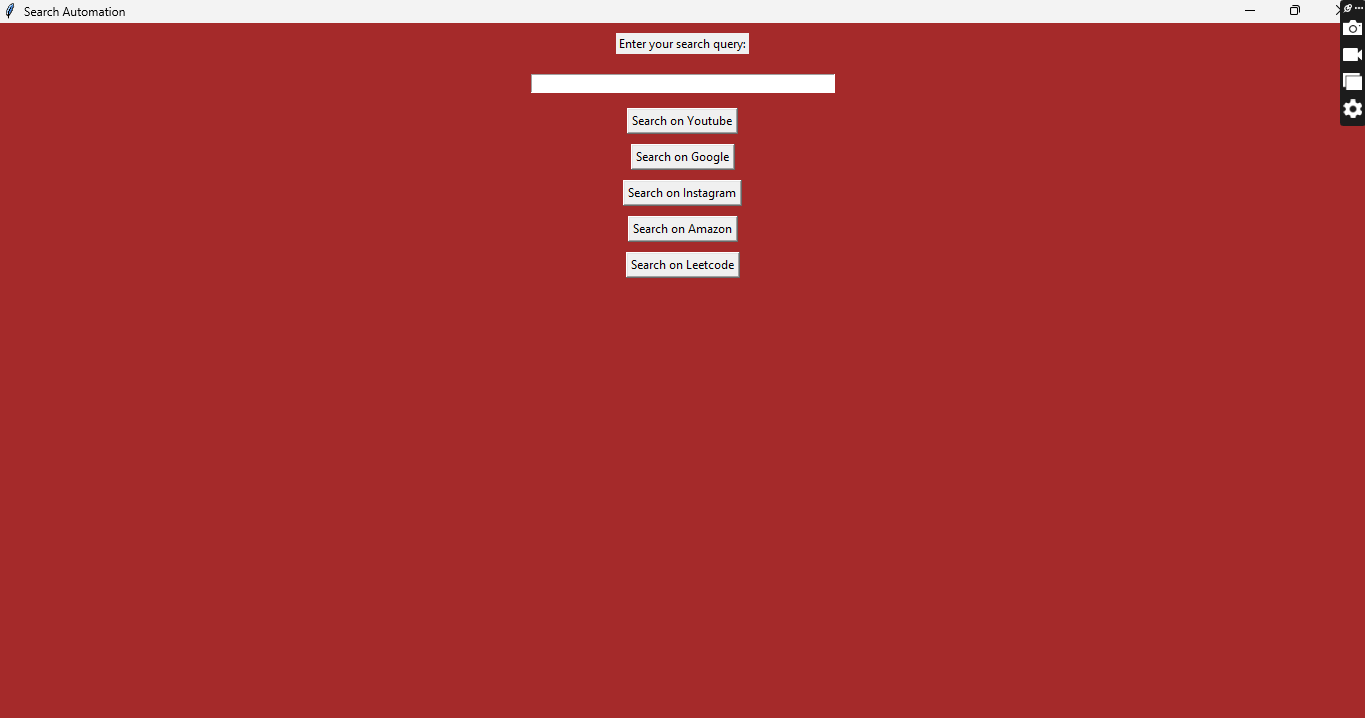 Search Automation
Enter your search query:
Search on Youtube
Search on Google
Search on Instagram
Search on Amazon
Search on Leetcode